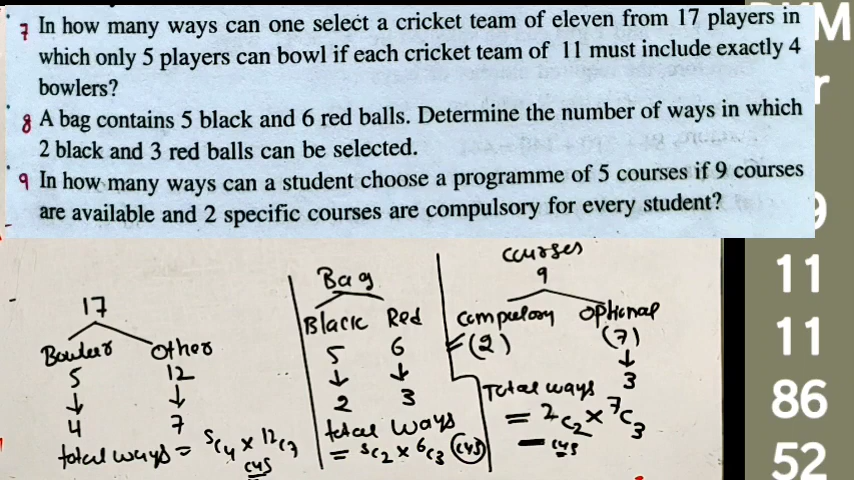 7 In how many ways can one select a cricket team of eleven from 17 players in
which only 5 players can bowl if each cricket team of 11 must include exactly 4
bowlers?
8 A bag contains 5 black and 6 red balls. Determine the number of ways in which
2 black and 3 red balls can be selected.
9 In how many ways can a student choose a programme of 5 courses if 9 courses
are available and 2 specific courses are compulsory for every student?
17
Bowlers Other
5 12
↓ ↓
4 7
total ways = ⁵C₄ × ¹²C₇
Bag
Black Red
5 6
↓ ↓
2 3
total ways
= ⁵C₂ × ⁶C₃
courses
9
Compulsory Optional
(2) (7)
↓
3
Total ways
= ²C₂ × ⁷C₃
M
r
9
11
11
86
52